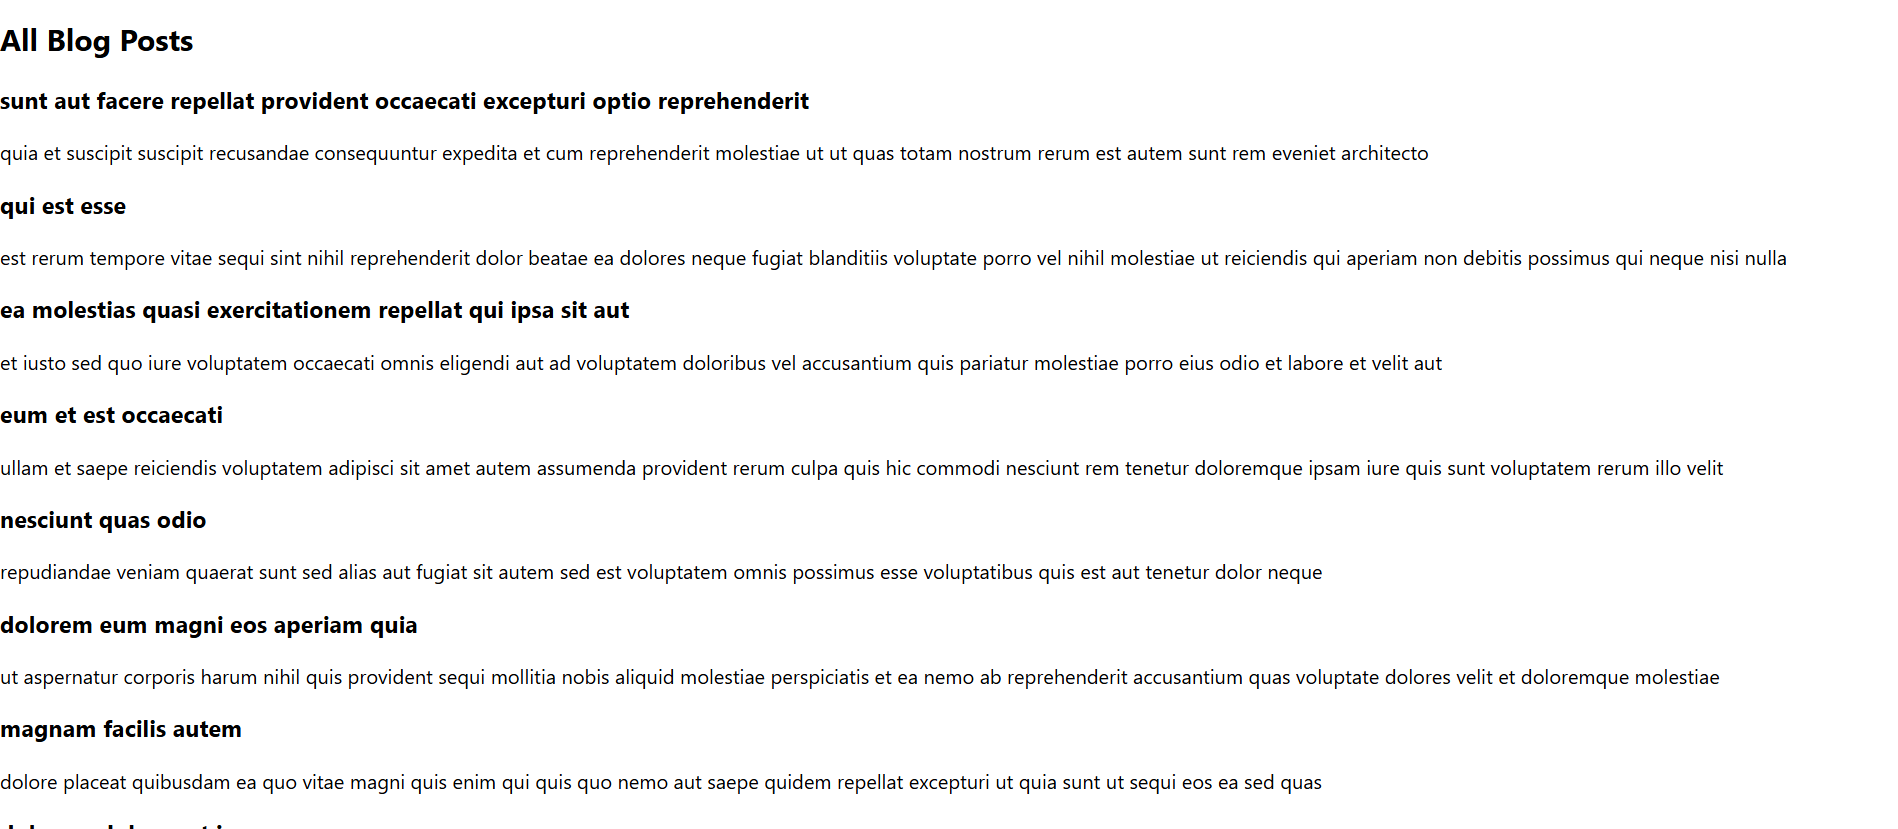 All Blog Posts
sunt aut facere repellat provident occaecati excepturi optio reprehenderit
quia et suscipit suscipit recusandae consequuntur expedita et cum reprehenderit molestiae ut ut quas totam nostrum rerum est autem sunt rem eveniet architecto
qui est esse
est rerum tempore vitae sequi sint nihil reprehenderit dolor beatae ea dolores neque fugiat blanditiis voluptate porro vel nihil molestiae ut reiciendis qui aperiam non debitis possimus qui neque nisi nulla
ea molestias quasi exercitationem repellat qui ipsa sit aut
et iusto sed quo iure voluptatem occaecati omnis eligendi aut ad voluptatem doloribus vel accusantium quis pariatur molestiae porro eius odio et labore et velit aut
eum et est occaecati
ullam et saepe reiciendis voluptatem adipisci sit amet autem assumenda provident rerum culpa quis hic commodi nesciunt rem tenetur doloremque ipsam iure quis sunt voluptatem rerum illo velit
nesciunt quas odio
repudiandae veniam quaerat sunt sed alias aut fugiat sit autem sed est voluptatem omnis possimus esse voluptatibus quis est aut tenetur dolor neque
dolorem eum magni eos aperiam quia
ut aspernatur corporis harum nihil quis provident sequi mollitia nobis aliquid molestiae perspiciatis et ea nemo ab reprehenderit accusantium quas voluptate dolores velit et doloremque molestiae
magnam facilis autem
dolore placeat quibusdam ea quo vitae magni quis enim qui quis quo nemo aut saepe quidem repellat excepturi ut quia sunt ut sequi eos ea sed quas